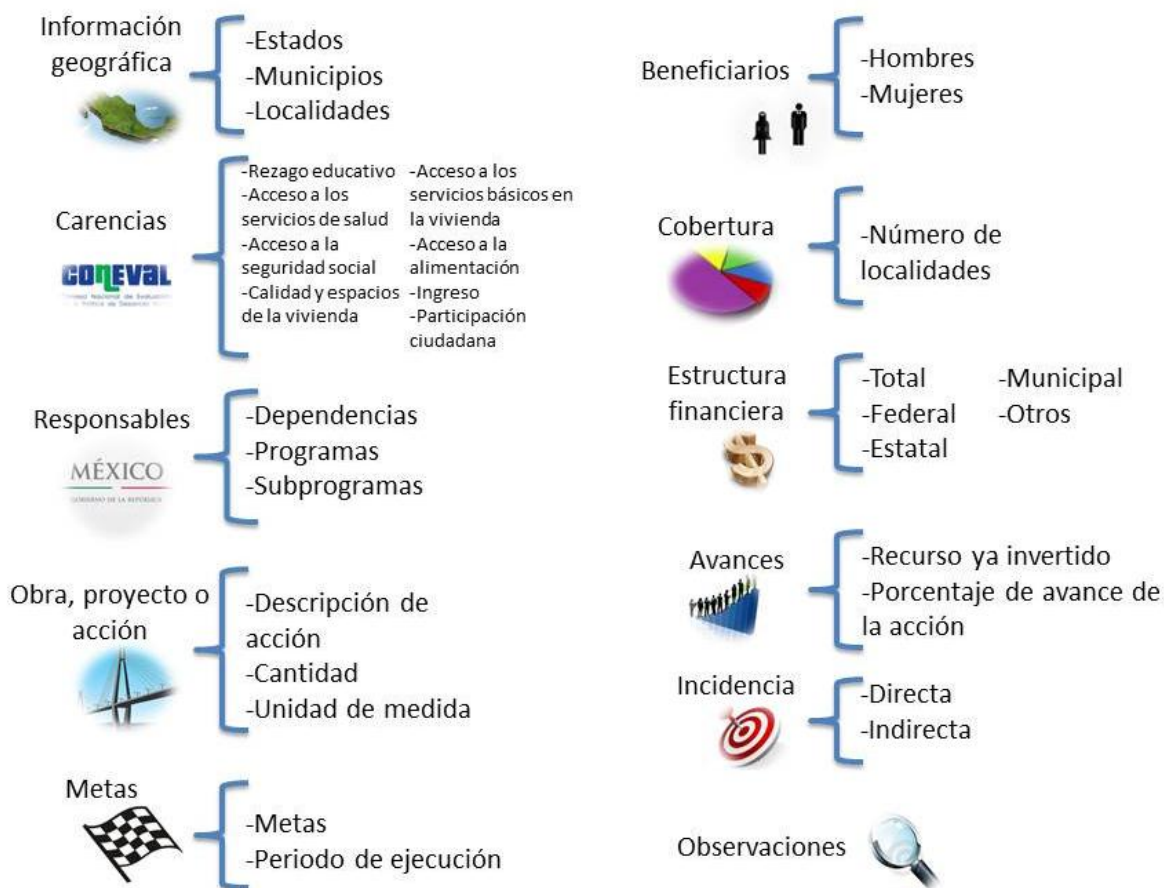 Información
geográfica
-Estados
-Municipios
-Localidades
Carencias
CONEVAL
-Rezago educativo
-Acceso a los
servicios de salud
-Acceso a la
seguridad social
-Calidad y espacios
de la vivienda
-Acceso a los
servicios básicos en
la vivienda
-Acceso a la
alimentación
-Ingreso
-Participación
ciudadana
Responsables
MÉXICO
GOBIERNO DE LA REPÚBLICA
-Dependencias
-Programas
-Subprogramas
Obra, proyecto o
acción
-Descripción de
acción
-Cantidad
-Unidad de medida
Metas
-Metas
-Periodo de ejecución
Beneficiarios
-Hombres
-Mujeres
Cobertura
-Número de
localidades
Estructura
financiera
-Total
-Federal
-Estatal
-Municipal
-Otros
Avances
-Recurso ya invertido
-Porcentaje de avance de
la acción
Incidencia
-Directa
-Indirecta
Observaciones